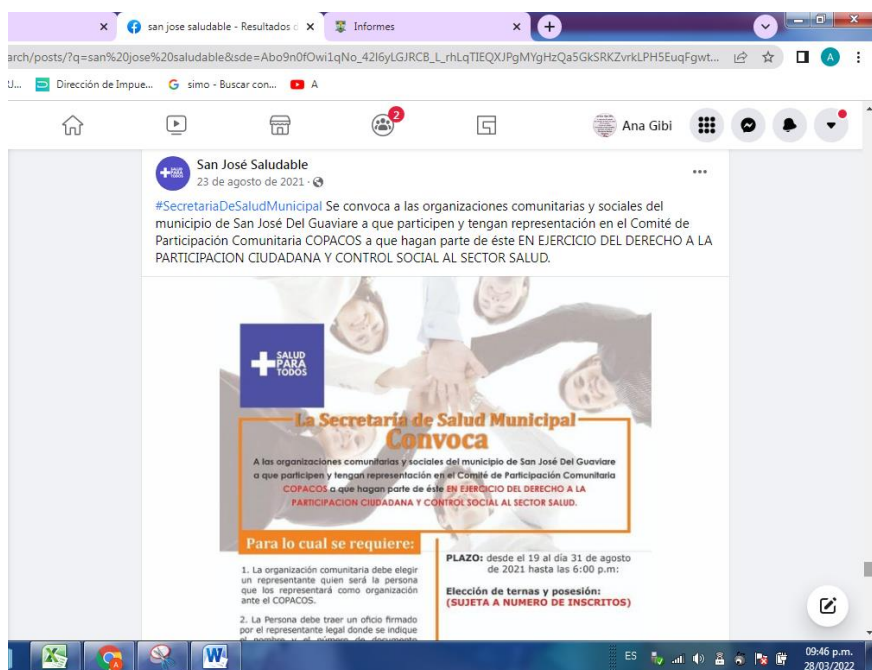 san jose saludable - Resultados d
Informes
arch/posts/?q=san%20jose%20saludable&sde=Abo9n0fOwi1qNo_42I6yLGJRCB_L_rhLqTIEQXJPgMYgHzQa5GkSRKZvrkLPH5EuqFgwt...
Dirección de Impue...
simo - Buscar con...
A
2
Ana Gibi
San José Saludable
23 de agosto de 2021 ·
#SecretariaDeSaludMunicipal Se convoca a las organizaciones comunitarias y sociales del
municipio de San José Del Guaviare a que participen y tengan representación en el Comité de
Participación Comunitaria COPACOS a que hagan parte de éste EN EJERCICIO DEL DERECHO A LA
PARTICIPACION CIUDADANA Y CONTROL SOCIAL AL SECTOR SALUD.
SALUD
PARA
TODOS
La Secretaría de Salud Municipal
Convoca
A las organizaciones comunitarias y sociales del municipio de San José Del Guaviare
a que participen y tengan representación en el Comité de Participación Comunitaria
COPACOS a que hagan parte de éste EN EJERCICIO DEL DERECHO A LA
PARTICIPACION CIUDADANA Y CONTROL SOCIAL AL SECTOR SALUD.
Para lo cual se requiere:
1. La organización comunitaria debe elegir
un representante quien será la persona
que los representará como organización
ante el COPACOS.
2. La Persona debe traer un oficio firmado
por el representante legal donde se indique
el nombre y el número de documento
PLAZO: desde el 19 al día 31 de agosto
de 2021 hasta las 6:00 p.m:
Elección de ternas y posesión:
(SUJETA A NUMERO DE INSCRITOS)
ES
09:46 p.m.
28/03/2022